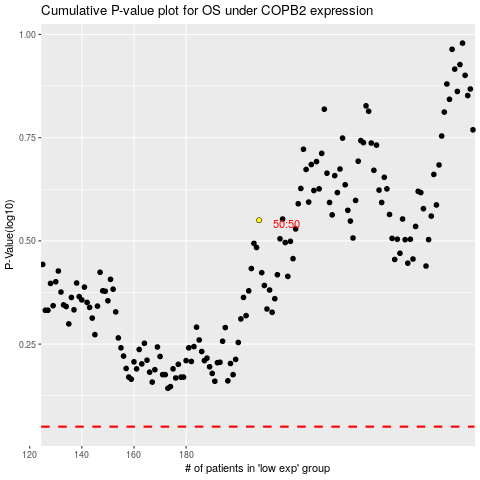 Cumulative P-value plot for OS under COPB2 expression
P-Value(log10)
1.00
0.75
0.50
0.25
50:50
120 140 160 180
# of patients in 'low exp' group